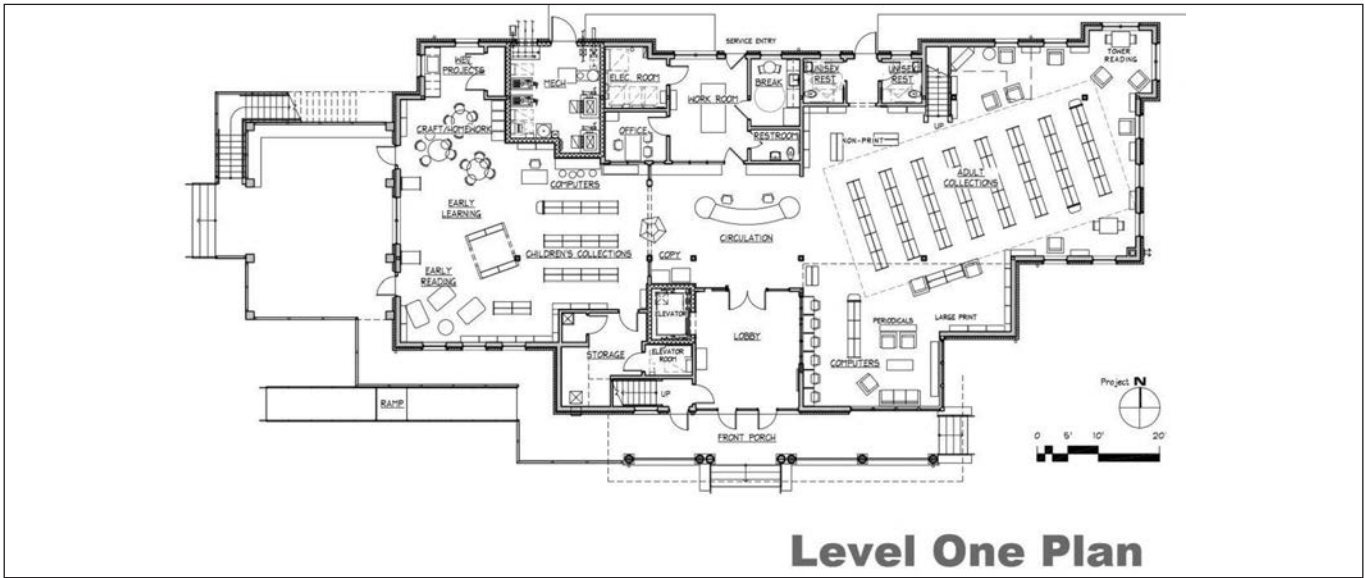 SERVICE ENTRY
TOWER
READING
WET
PROJECTS
MECH
ELEC. ROOM
BREAK
UNISEX
REST
UNISEX
REST
WORK ROOM
CRAFT/HOMEWORK
OFFICE
RESTROOM
UP
NON-PRINT
COMPUTERS
ADULT
COLLECTIONS
EARLY
LEARNING
CIRCULATION
CHILDREN'S COLLECTIONS
COPY
EARLY
READING
ELEVATOR
PERIODICALS
LARGE PRINT
LOBBY
STORAGE
ELEVATOR
ROOM
COMPUTERS
UP
RAMP
FRONT PORCH
Project N
0 5' 10' 20'
Level One Plan